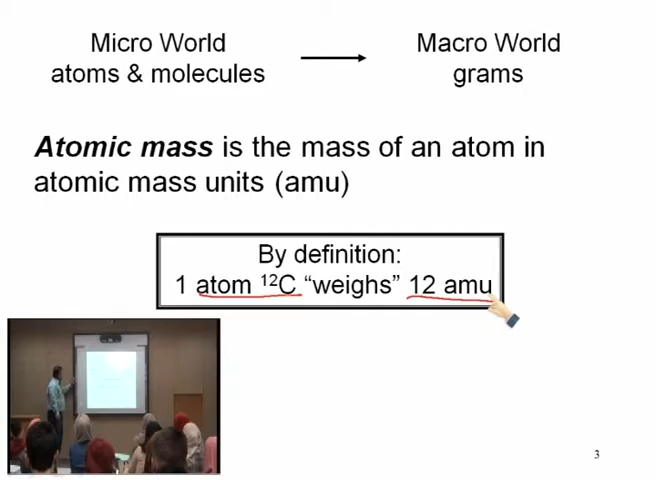 Micro World
atoms & molecules
Macro World
grams
Atomic mass is the mass of an atom in
atomic mass units (amu)
By definition:
1 atom ¹²C “weighs” 12 amu
3